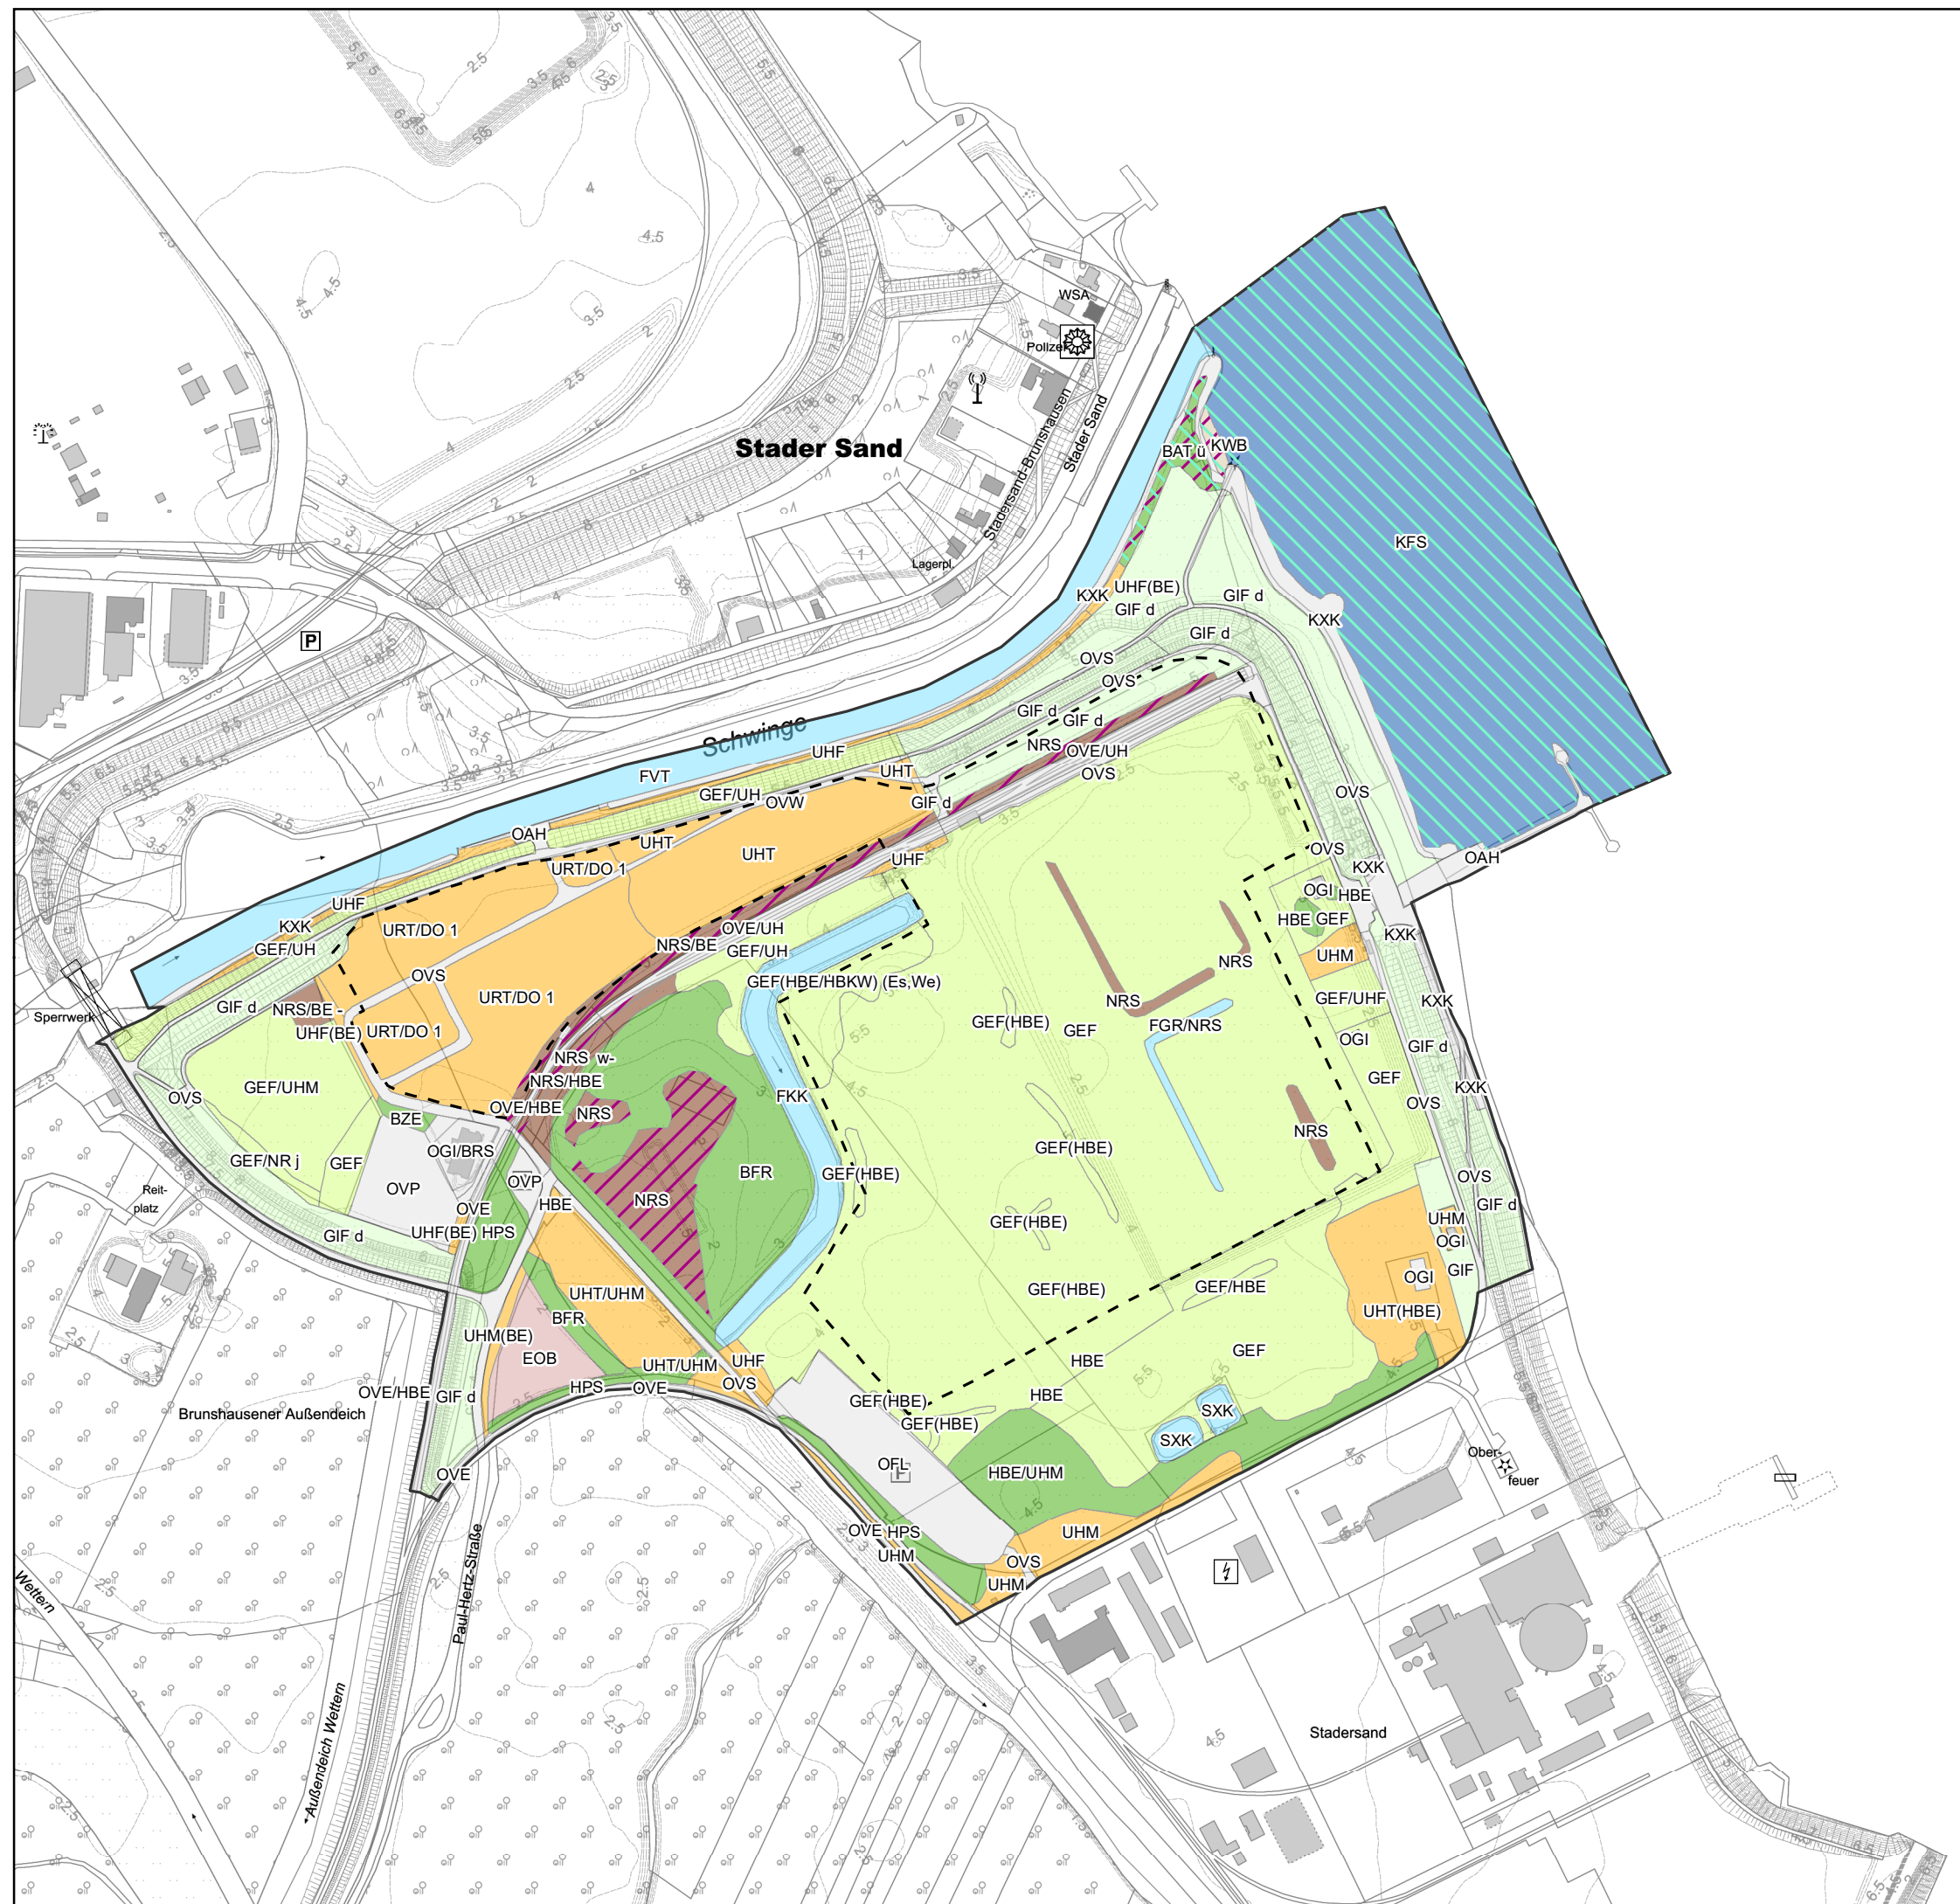 WSA
Stader Sand
Stadersand-Brunshausen
Stader Sand
BAT ü
KWB
KFS
Lagerpl.
KXK
UHF(BE)
GIF d
GIF d
KXK
GIF d
OVS
OVS
GIF d
GIF d
NRS
OVE/UH
OVS
Schwinge
UHF
FVT
UHT
GEF/UH
OVW
GIF d
OVS
OAH
UHT
UHT
URT/DO 1
UHF
OVS
KXK
OAH
OGI
HBE
HBE
GEF
UHF
KXK
GEF/UH
URT/DO 1
OVE/UH
NRS/BE
GEF/UH
KXK
UHM
NRS
OVS
GEF(HBE/HBKW) (Es,We)
URT/DO 1
NRS
GEF/UHF
KXK
Sperrwerk
GIF d
NRS/BE -
UHF(BE)
URT/DO 1
GEF(HBE)
GEF
FGR/NRS
OGI
GIF d
NRS w-
NRS/HBE
GEF
KXK
GEF/UHM
OVS
FKK
OVE/HBE
NRS
OVS
BZE
NRS
OGI/BRS
GEF(HBE)
GEF/NR j
GEF
BFR
GEF(HBE)
OVS
Reit-
platz
OVP
OVP
NRS
HBE
GIF d
OVE
UHF(BE)
HPS
GEF(HBE)
UHM
OGI
GIF d
GIF
OGI
UHT/UHM
GEF(HBE)
GEF/HBE
UHT(HBE)
BFR
UHM(BE)
EOB
UHT/UHM
UHF
OVS
HBE
GEF
OVE/HBE
GIF d
HPS
OVE
GEF(HBE)
GEF(HBE)
HBE
SXK
SXK
Brunshausener Außendeich
OVE
OFL
HBE/UHM
Ober-
feuer
OVE
HPS
UHM
UHM
OVS
UHM
Wettern
Paul-Hertz-Straße
Außendeich Wettern
Stadersand
P